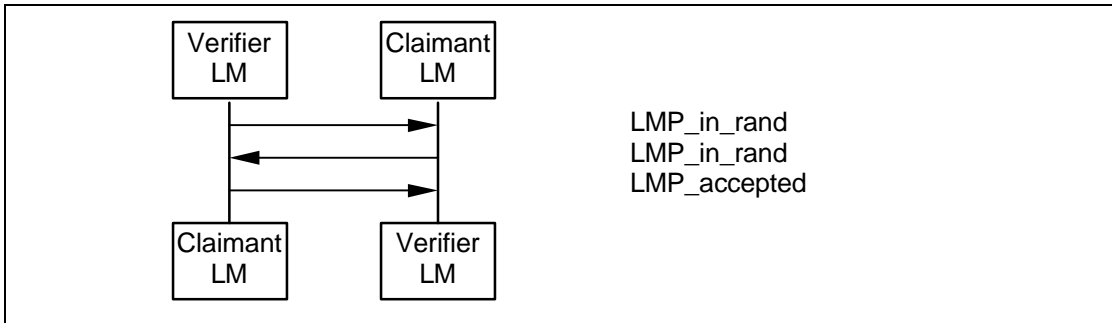 Verifier
LM
Claimant
LM
LMP_in_rand
LMP_in_rand
LMP_accepted
Claimant
LM
Verifier
LM